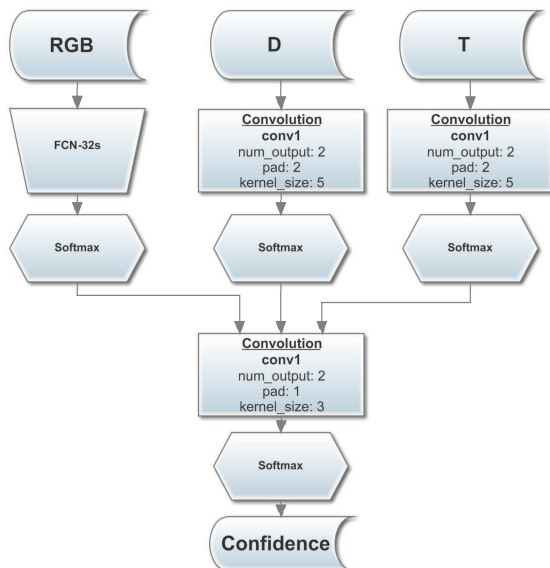 RGB
D
T
FCN-32s
Convolution
conv1
num_output: 2
pad: 2
kernel_size: 5
Convolution
conv1
num_output: 2
pad: 2
kernel_size: 5
Softmax
Softmax
Softmax
Convolution
conv1
num_output: 2
pad: 1
kernel_size: 3
Softmax
Confidence